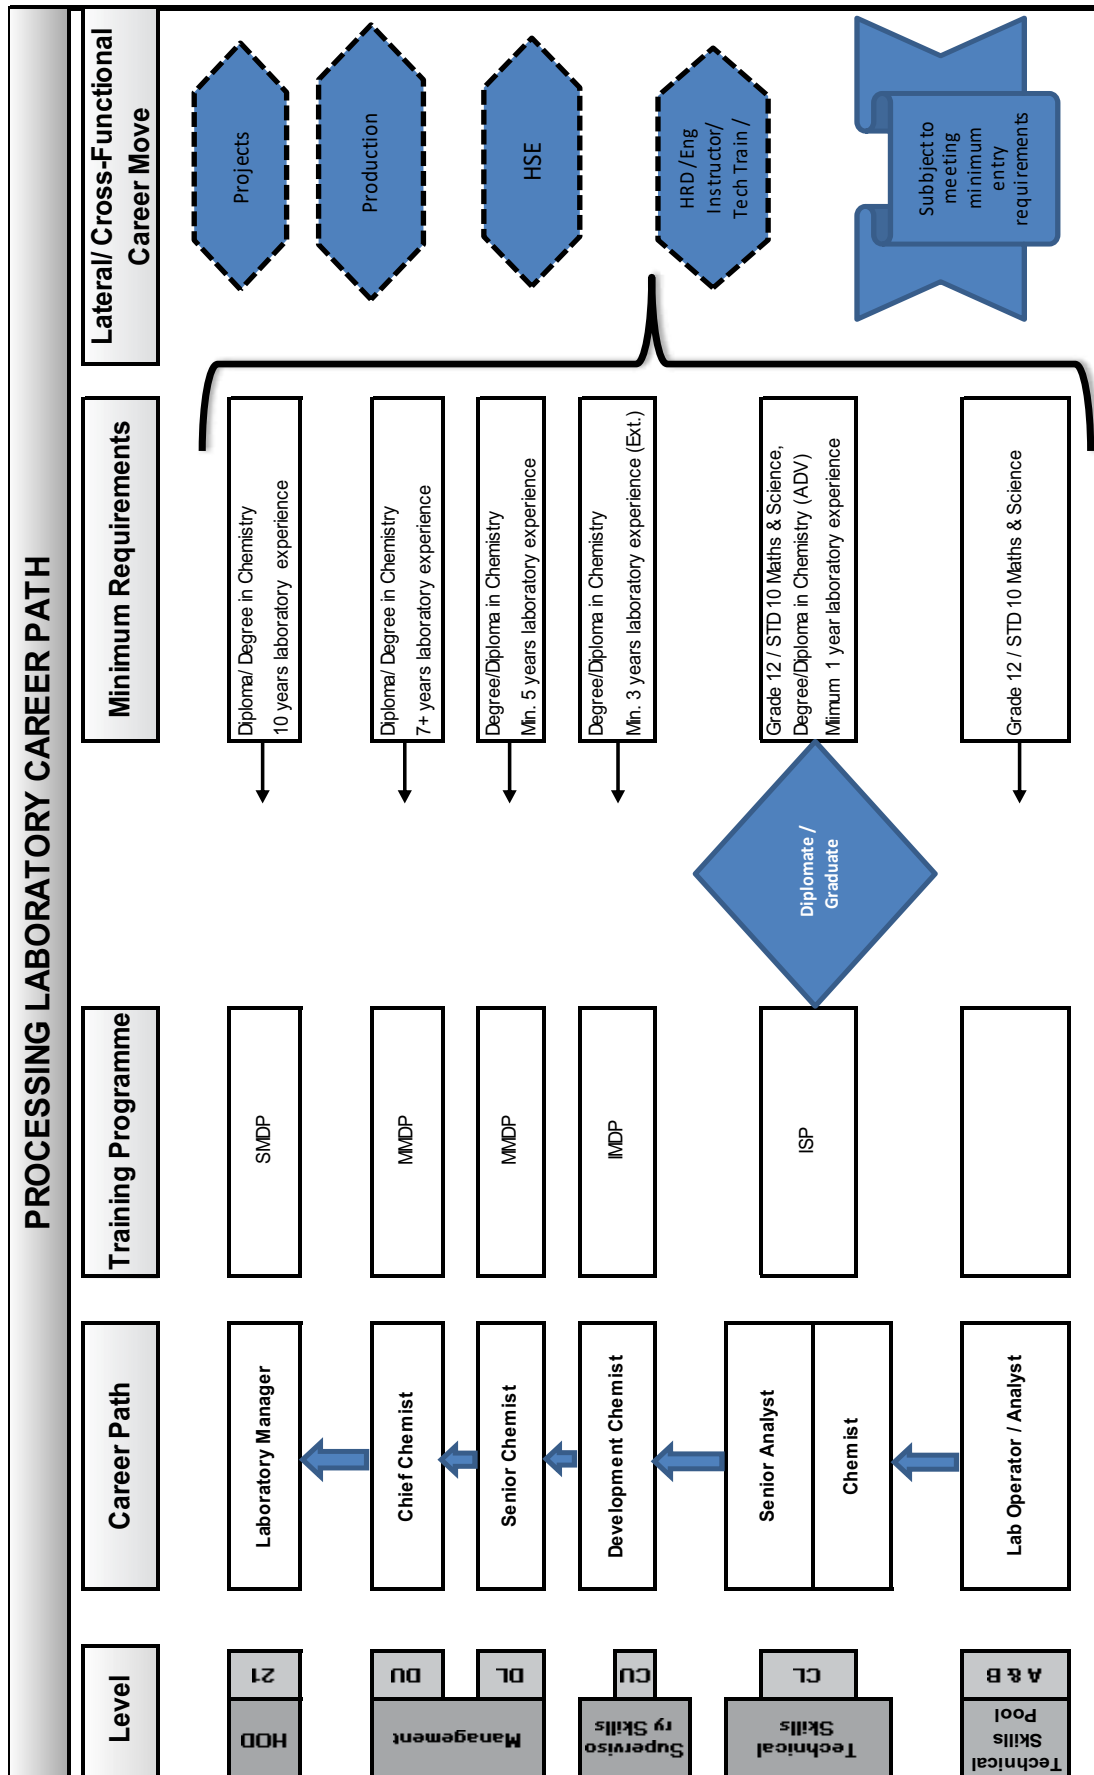 PROCESSING LABORATORY CAREER PATH
Level
Career Path
Training Programme
Minimum Requirements
Lateral/ Cross-Functional
Career Move
HOD
21
Laboratory Manager
SMDP
Diploma/ Degree in Chemistry
10 years laboratory experience
Projects
Management
DU
Chief Chemist
MMDP
Diploma/ Degree in Chemistry
7+ years laboratory experience
Production
DL
Senior Chemist
MMDP
Degree/Diploma in Chemistry
Min. 5 years laboratory experience
HSE
Superviso
ry Skills
CU
Development Chemist
IMDP
Degree/Diploma in Chemistry
Min. 3 years laboratory experience (Ext.)
HRD /Eng
Instructor/
Tech Train /
Technical
Skills
CL
Senior Analyst
Chemist
ISP
Diplomate /
Graduate
Grade 12 / STD 10 Maths & Science,
Degree/Diploma in Chemistry (ADV)
Miimum 1 year laboratory experience
Subbject to
meeting
minimum
entry
requirements
Technical
Skills
Pool
A & B
Lab Operator / Analyst
Grade 12 / STD 10 Maths & Science